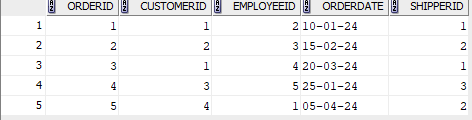 ORDERID CUSTOMERID EMPLOYEEID ORDERDATE SHIPPERID
1 1 1 2 10-01-24 1
2 2 2 3 15-02-24 2
3 3 1 4 20-03-24 1
4 4 3 5 25-01-24 3
5 5 4 1 05-04-24 2